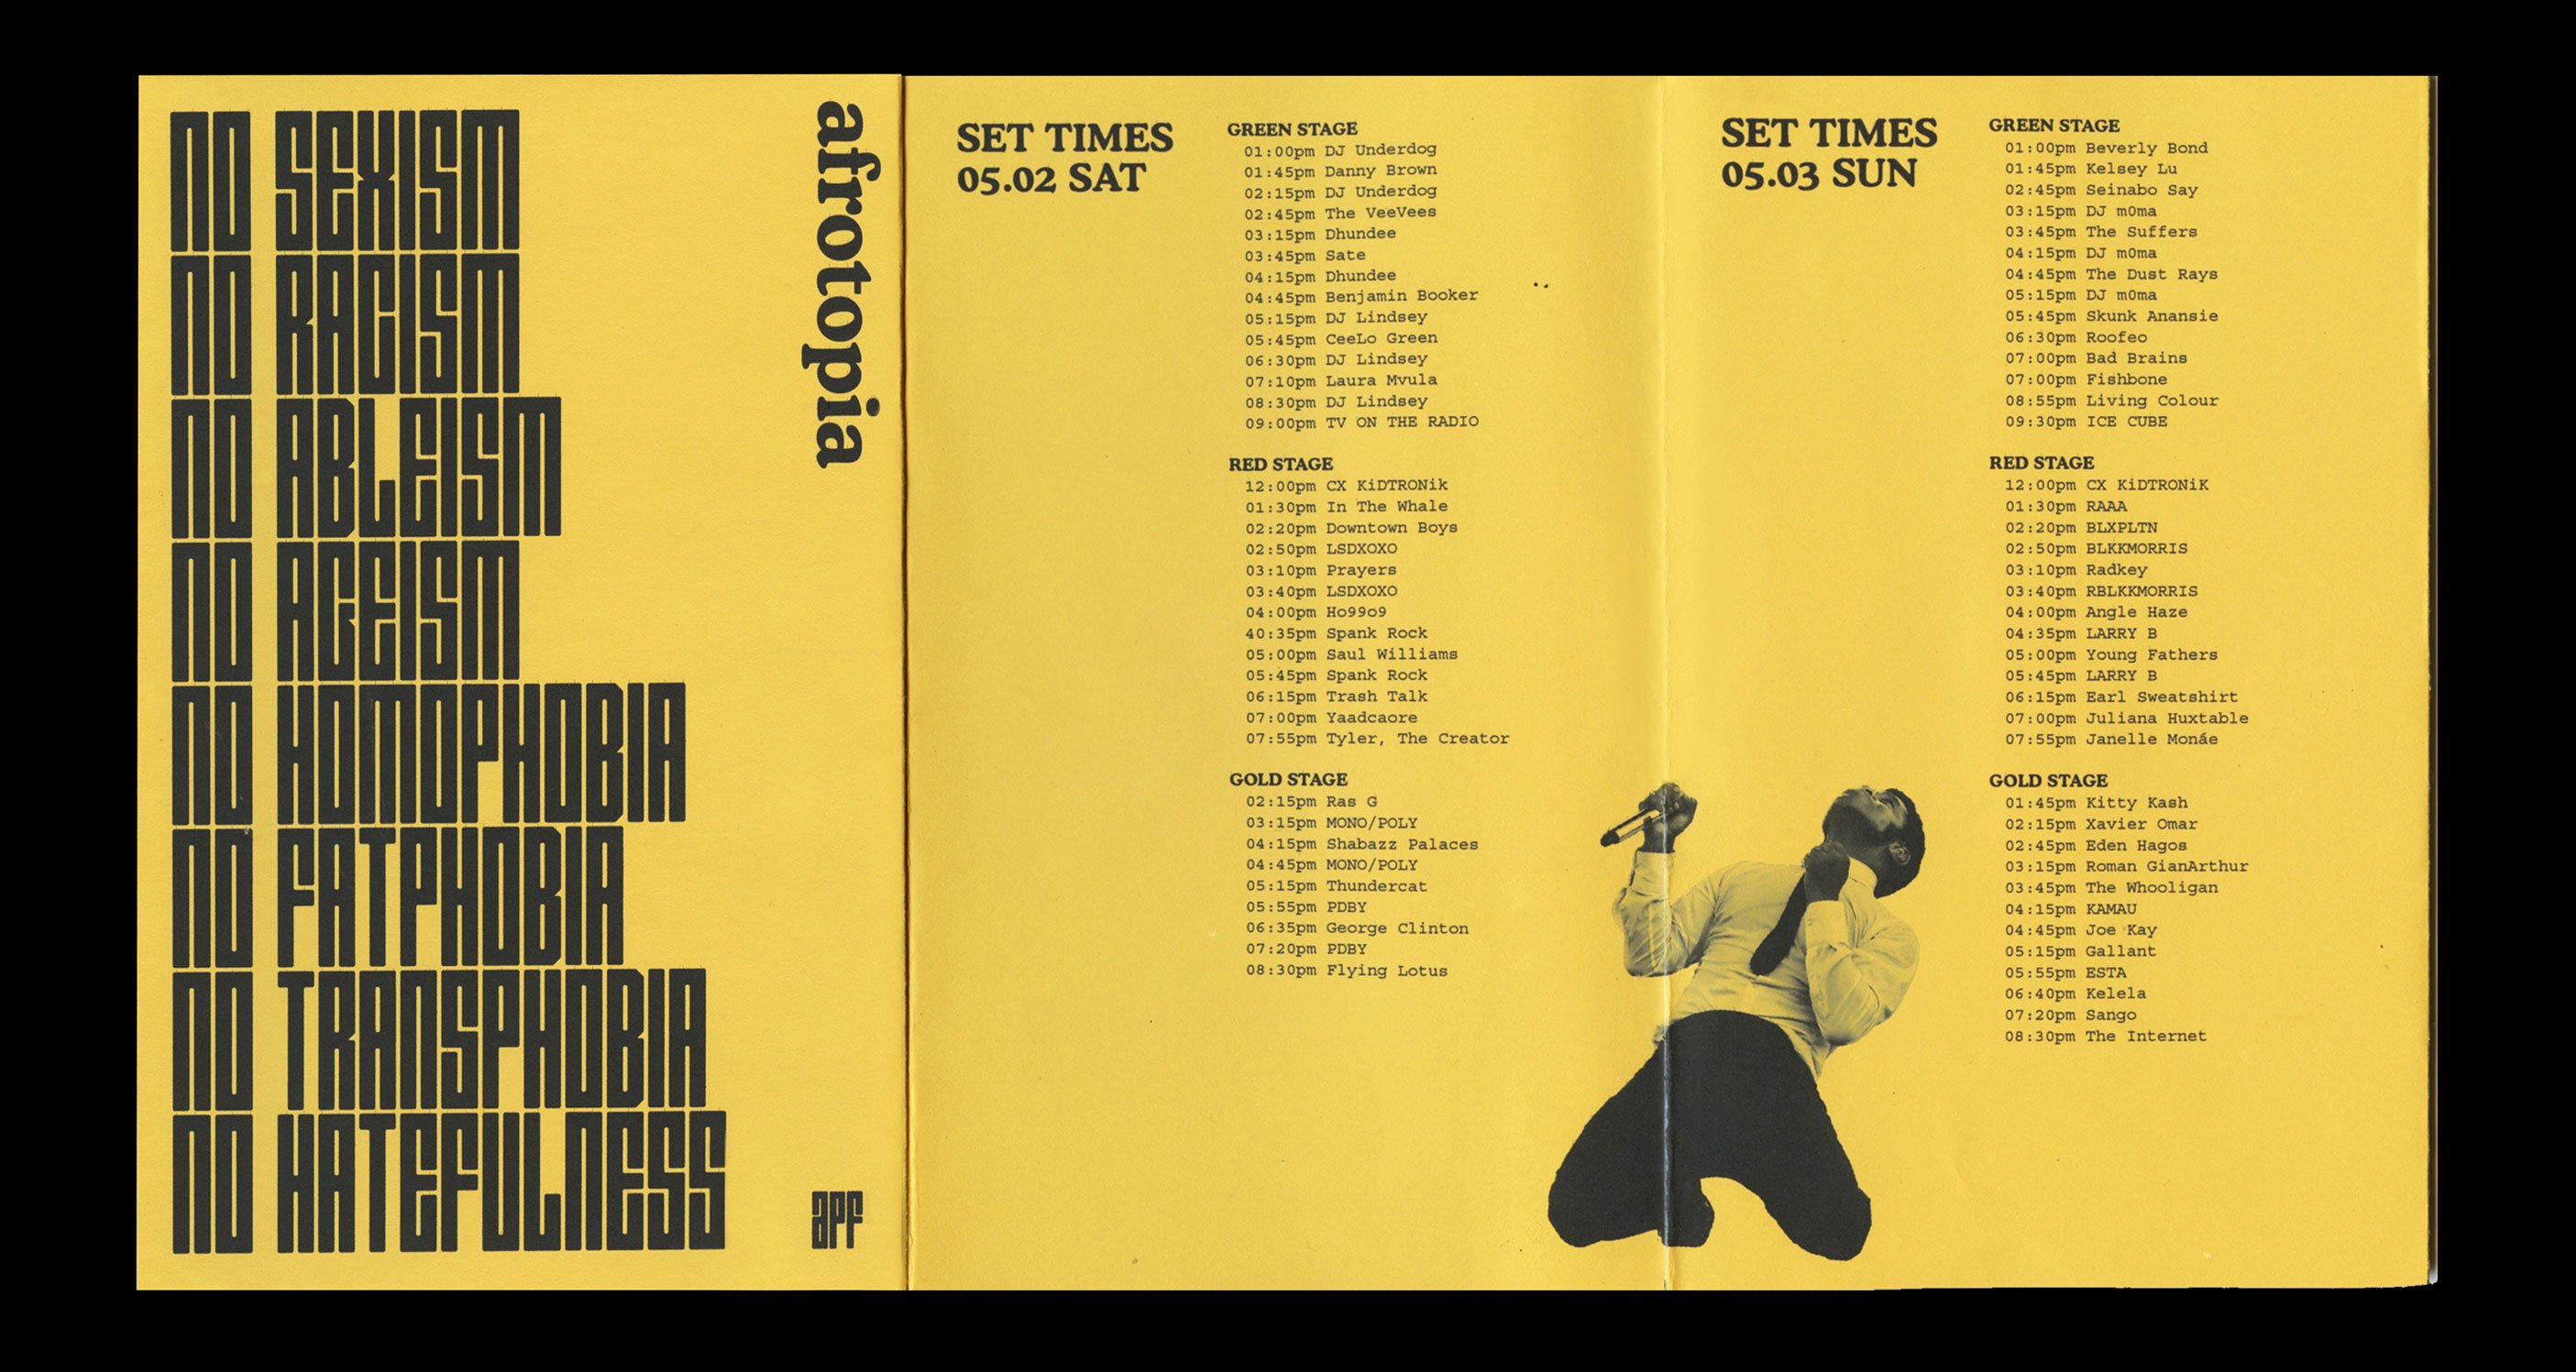 NO SEXISM
NO RACISM
NO ABLEISM
NO AGEISM
NO HOMOPHOBIA
NO FATPHOBIA
NO TRANSPHOBIA
NO HATEFULNESS
afrotopia
apf
SET TIMES
05.02 SAT
GREEN STAGE
01:00pm DJ Underdog
01:45pm Danny Brown
02:15pm DJ Underdog
02:45pm The VeeVees
03:15pm Dhundee
03:45pm Sate
04:15pm Dhundee
04:45pm Benjamin Booker
05:15pm DJ Lindsey
05:45pm CeeLo Green
06:30pm DJ Lindsey
07:10pm Laura Mvula
08:30pm DJ Lindsey
09:00pm TV ON THE RADIO
RED STAGE
12:00pm CX KiDTRONik
01:30pm In The Whale
02:20pm Downtown Boys
02:50pm LSDXOXO
03:10pm Prayers
03:40pm LSDXOXO
04:00pm Ho99o9
40:35pm Spank Rock
05:00pm Saul Williams
05:45pm Spank Rock
06:15pm Trash Talk
07:00pm Yaadcaore
07:55pm Tyler, The Creator
GOLD STAGE
02:15pm Ras G
03:15pm MONO/POLY
04:15pm Shabazz Palaces
04:45pm MONO/POLY
05:15pm Thundercat
05:55pm PDBY
06:35pm George Clinton
07:20pm PDBY
08:30pm Flying Lotus
SET TIMES
05.03 SUN
GREEN STAGE
01:00pm Beverly Bond
01:45pm Kelsey Lu
02:45pm Seinabo Say
03:15pm DJ m0ma
03:45pm The Suffers
04:15pm DJ m0ma
04:45pm The Dust Rays
05:15pm DJ m0ma
05:45pm Skunk Anansie
06:30pm Roofeo
07:00pm Bad Brains
07:00pm Fishbone
08:55pm Living Colour
09:30pm ICE CUBE
RED STAGE
12:00pm CX KiDTRONiK
01:30pm RAAA
02:20pm BLXPLTN
02:50pm BLKKMORRIS
03:10pm Radkey
03:40pm RBLKKMORRIS
04:00pm Angle Haze
04:35pm LARRY B
05:00pm Young Fathers
05:45pm LARRY B
06:15pm Earl Sweatshirt
07:00pm Juliana Huxtable
07:55pm Janelle Monáe
GOLD STAGE
01:45pm Kitty Kash
02:15pm Xavier Omar
02:45pm Eden Hagos
03:15pm Roman GianArthur
03:45pm The Whooligan
04:15pm KAMAU
04:45pm Joe Kay
05:15pm Gallant
05:55pm ESTA
06:40pm Kelela
07:20pm Sango
08:30pm The Internet